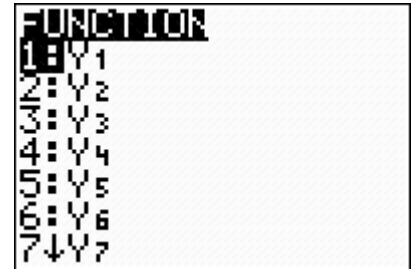 FUNCTION
1:Y₁
2:Y₂
3:Y₃
4:Y₄
5:Y₅
6:Y₆
7↓Y₇